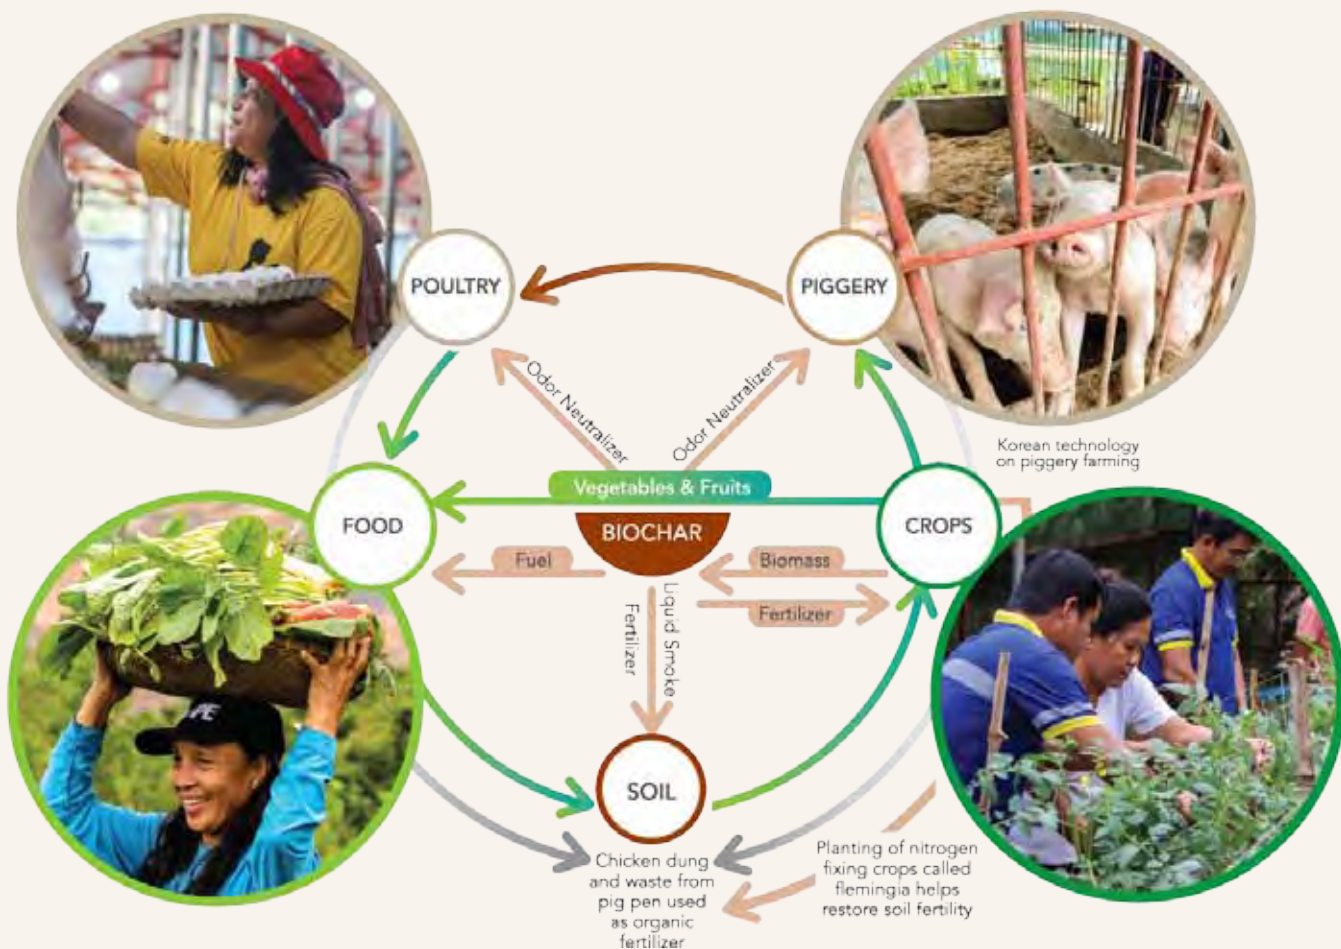 POULTRY
PIGGERY
Odor Neutralizer
Odor Neutralizer
Korean technology
on piggery farming
Vegetables & Fruits
FOOD
BIOCHAR
CROPS
Fuel
Biomass
Fertilizer
Liquid Smoke
Fertilizer
SOIL
Chicken dung
and waste from
pig pen used
as organic
fertilizer
Planting of nitrogen
fixing crops called
flemingia helps
restore soil fertility